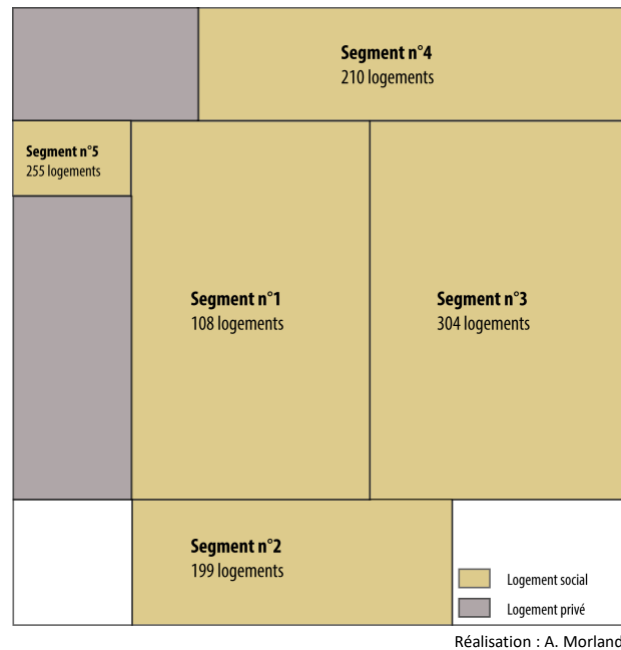 Segment n°4
210 logements
Segment n°5
255 logements
Segment n°1
108 logements
Segment n°3
304 logements
Segment n°2
199 logements
Logement social
Logement privé
Réalisation : A. Morland